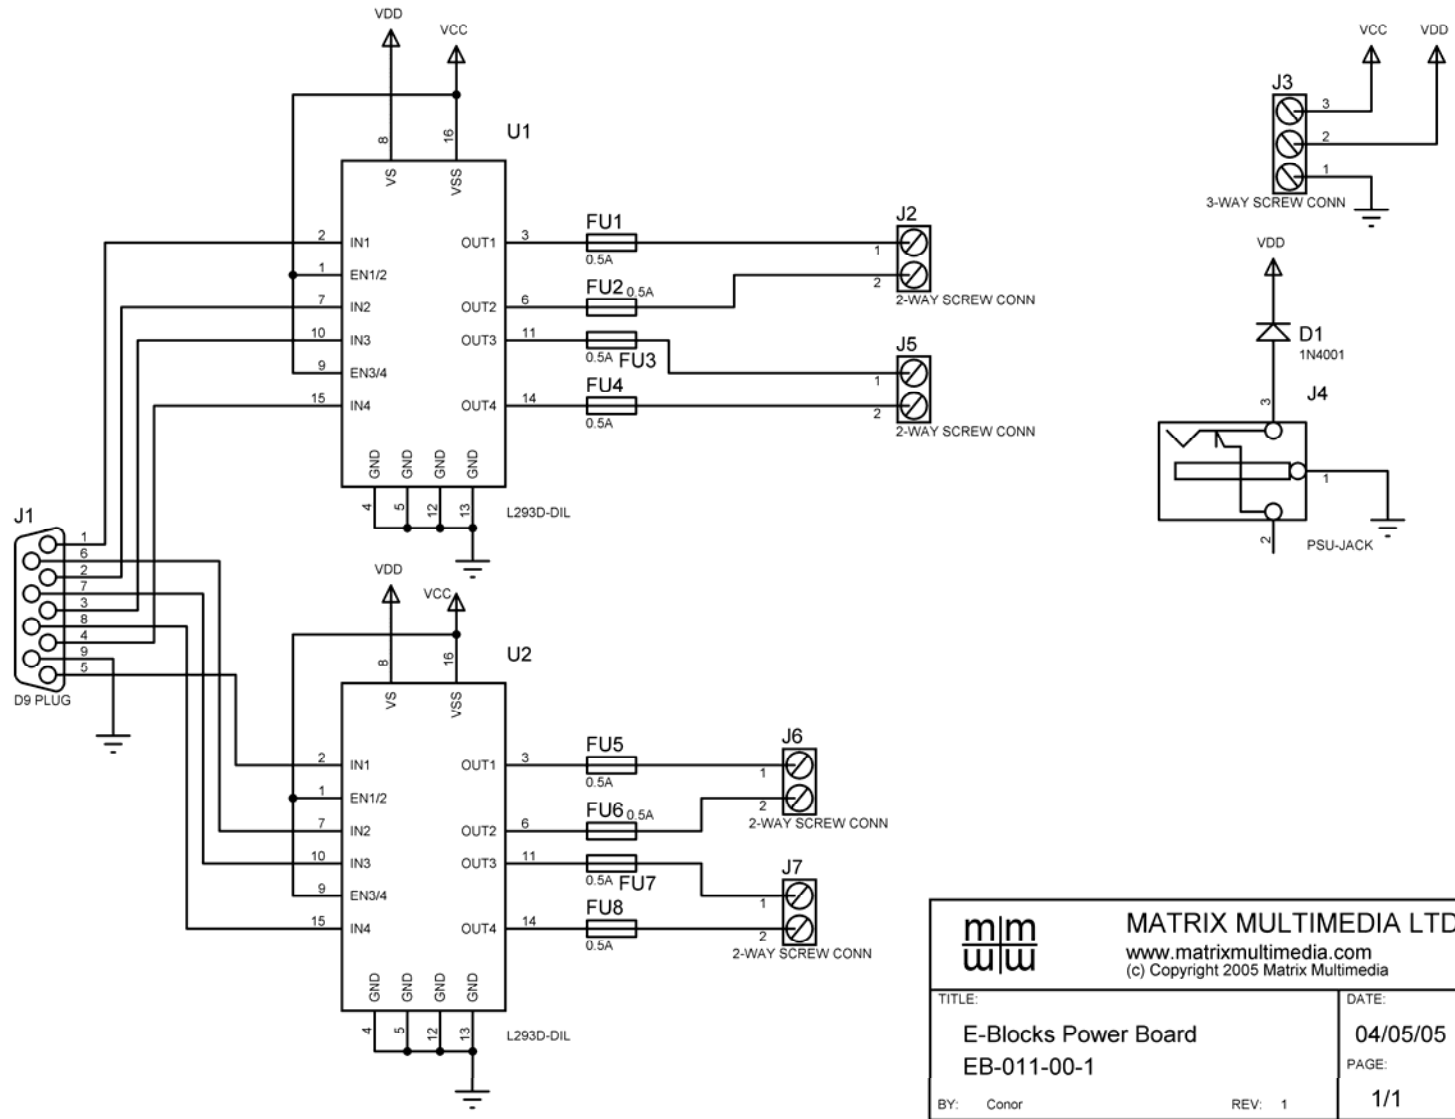 VDD
VCC
8
16
U1
VS
VSS
2 IN1 OUT1 3 FU1 0.5A
1 EN1/2
7 IN2 OUT2 6 FU2 0.5A
10 IN3 OUT3 11 0.5A FU3
9 EN3/4
15 IN4 OUT4 14 FU4 0.5A
GND GND GND GND
4 5 12 13
L293D-DIL
J2
1
2
2-WAY SCREW CONN
J5
1
2
2-WAY SCREW CONN
VCC VDD
J3
3
2
1
3-WAY SCREW CONN
VDD
D1
1N4001
3
J4
1
2
PSU-JACK
J1
1
6
2
7
3
8
4
9
5
D9 PLUG
VDD
VCC
8
16
U2
VS
VSS
2 IN1 OUT1 3 FU5 0.5A
1 EN1/2
7 IN2 OUT2 6 FU6 0.5A
10 IN3 OUT3 11 0.5A FU7
9 EN3/4
15 IN4 OUT4 14 FU8 0.5A
GND GND GND GND
4 5 12 13
L293D-DIL
J6
1
2
2-WAY SCREW CONN
J7
1
2
2-WAY SCREW CONN
m m
MATRIX MULTIMEDIA LTD
www.matrixmultimedia.com
(c) Copyright 2005 Matrix Multimedia
TITLE:
E-Blocks Power Board
EB-011-00-1
BY: Conor REV: 1
DATE:
04/05/05
PAGE:
1/1